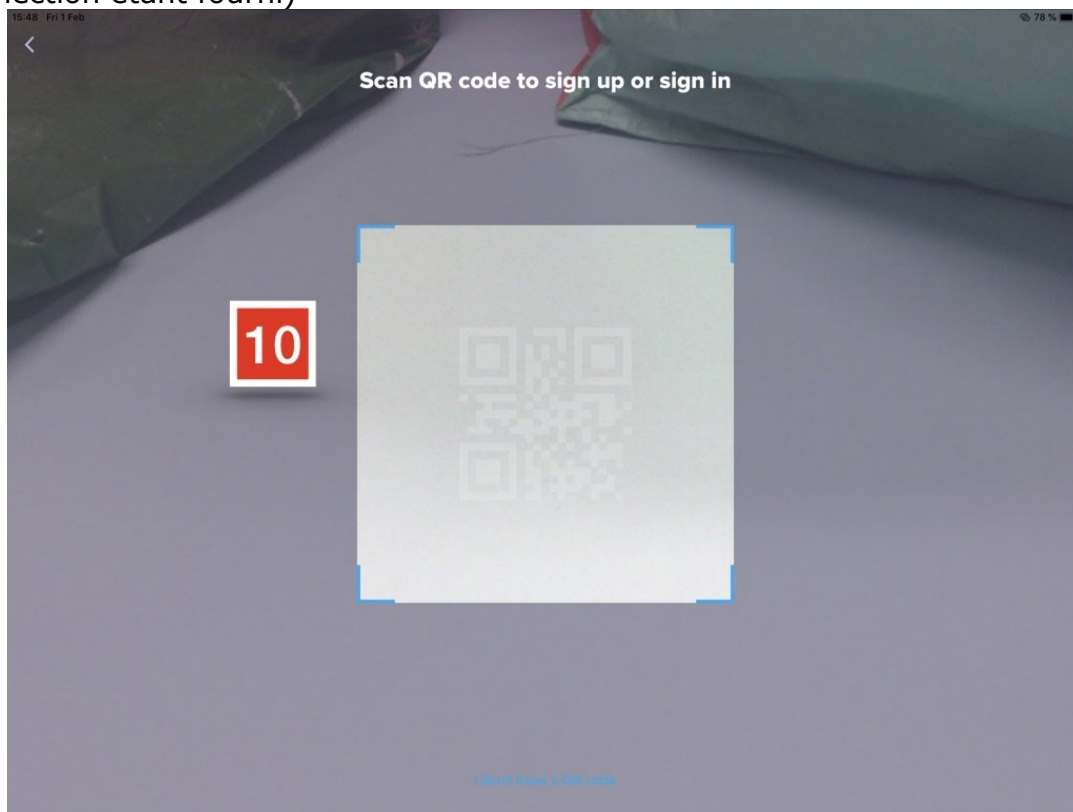 15:48 Fri 1 Feb
78 %
Scan QR code to sign up or sign in
10
I don't have a QR code